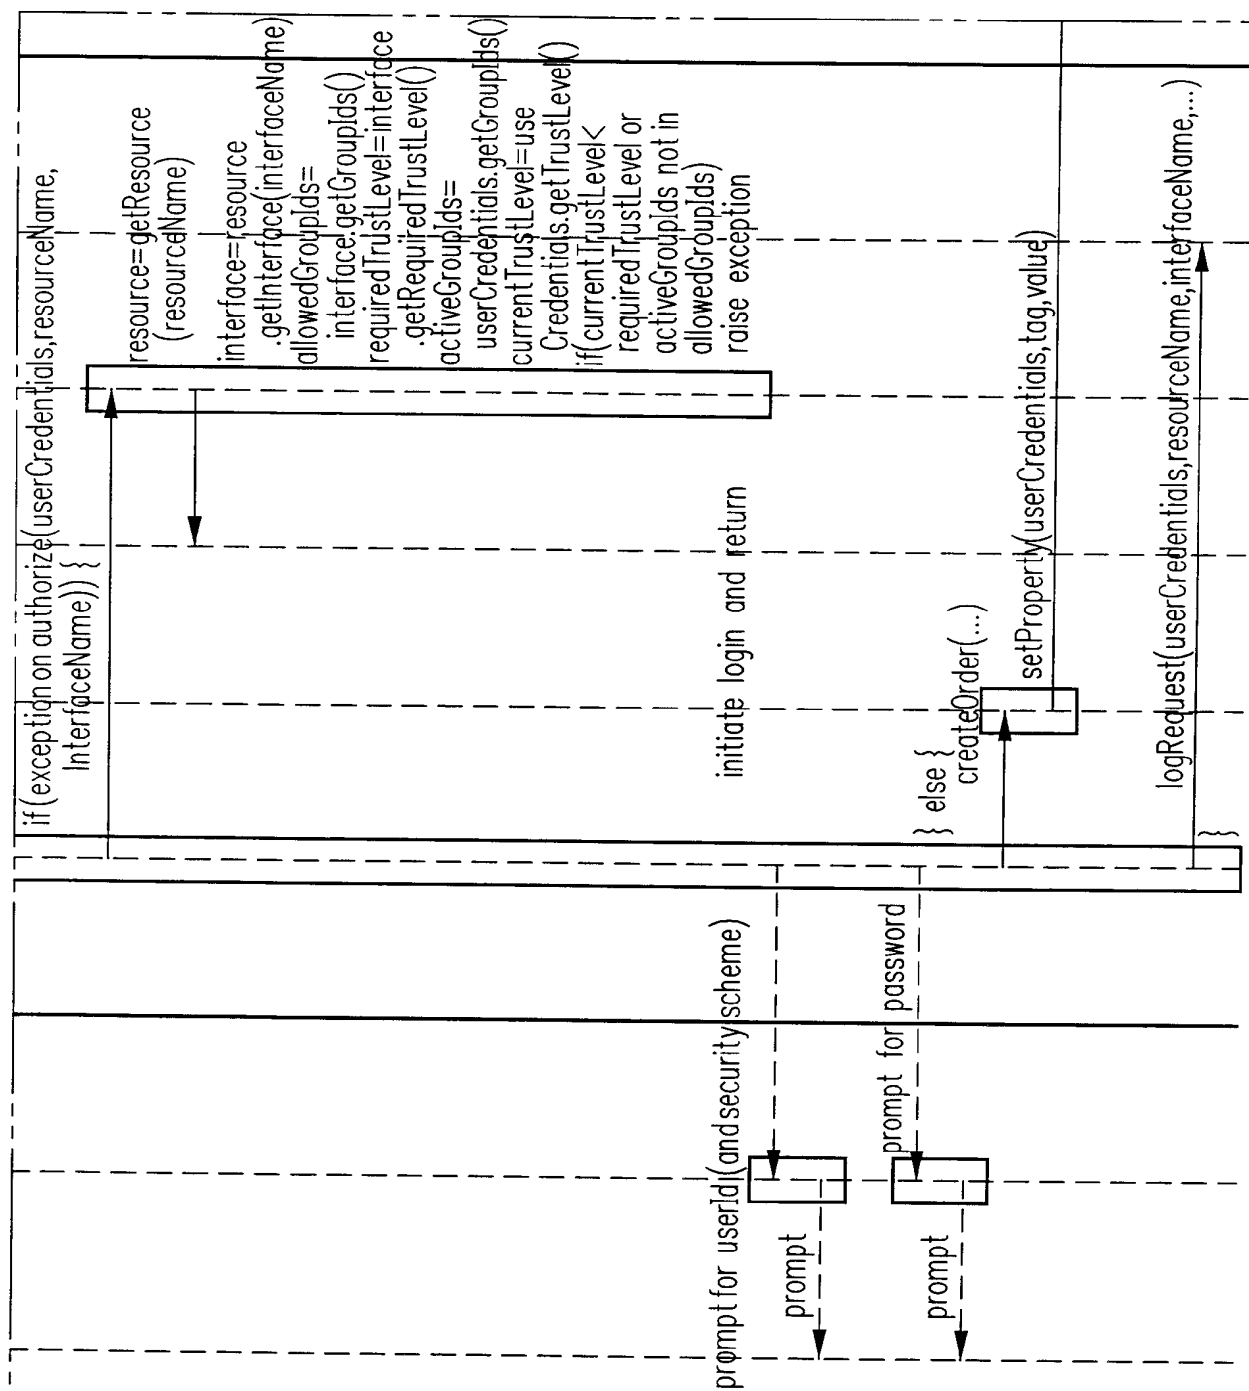 if (exception on authorize(userCredentials,resourceName,
InterfaceName)) {
resource=getResource
(resourceName)
interface=resource
.getInterface(interfaceName)
allowedGroupIds=
interface.getGroupIds()
requiredTrustLevel=interface
.getRequiredTrustLevel()
activeGroupIds=
userCredentials.getGroupIds()
currentTrustLevel=use
Credentials.getTrustLevel()
if(currentTrustLevel<
requiredTrustLevel or
activeGroupIds not in
allowedGroupIds)
raise exception
initiate login and return
prompt for userId (and security scheme)
prompt
prompt for password
prompt
} else {
createOrder(...)
setProperty(userCredentials,tag,value)
logRequest(userCredentials,resourceName,interfaceName,...)
}